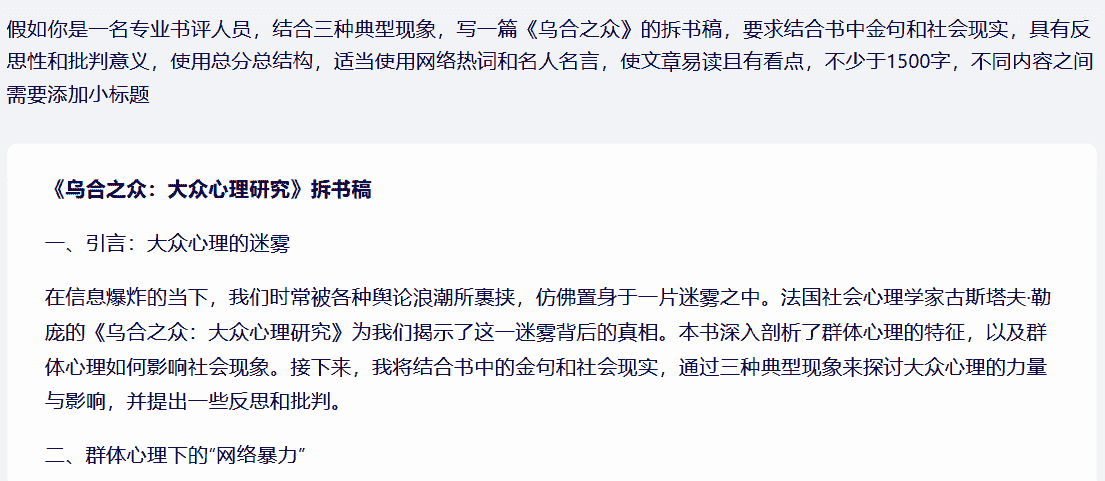 假如你是一名专业书评人员，结合三种典型现象，写一篇《乌合之众》的拆书稿，要求结合书中金句和社会现实，具有反
思性和批判意义，使用总分总结构，适当使用网络热词和名人名言，使文章易读且有看点，不少于1500字，不同内容之间
需要添加小标题
《乌合之众：大众心理研究》拆书稿
一、引言：大众心理的迷雾
在信息爆炸的当下，我们时常被各种舆论浪潮所裹挟，仿佛置身于一片迷雾之中。法国社会心理学家古斯塔夫·勒
庞的《乌合之众：大众心理研究》为我们揭示了这一迷雾背后的真相。本书深入剖析了群体心理的特征，以及群
体心理如何影响社会现象。接下来，我将结合书中的金句和社会现实，通过三种典型现象来探讨大众心理的力量
与影响，并提出一些反思和批判。
二、群体心理下的“网络暴力”